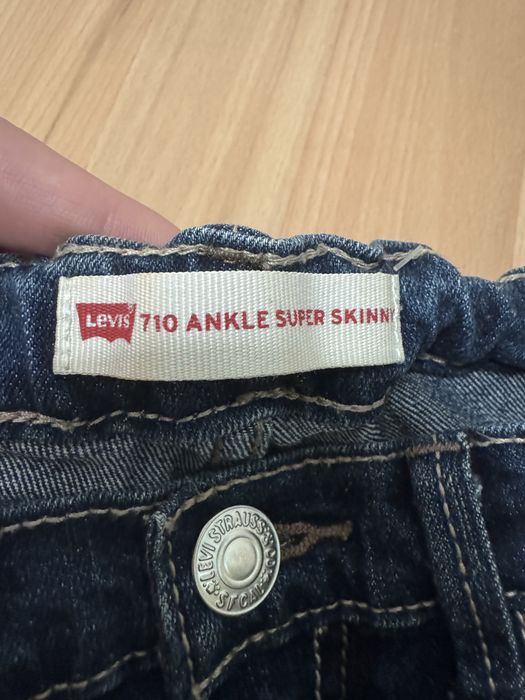 Levi's 710 ANKLE SUPER SKINNY
LEVI STRAUSS & CO
S.F. CAL